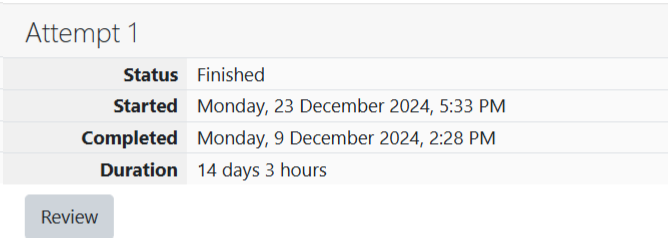 Attempt 1
Status Finished
Started Monday, 23 December 2024, 5:33 PM
Completed Monday, 9 December 2024, 2:28 PM
Duration 14 days 3 hours
Review